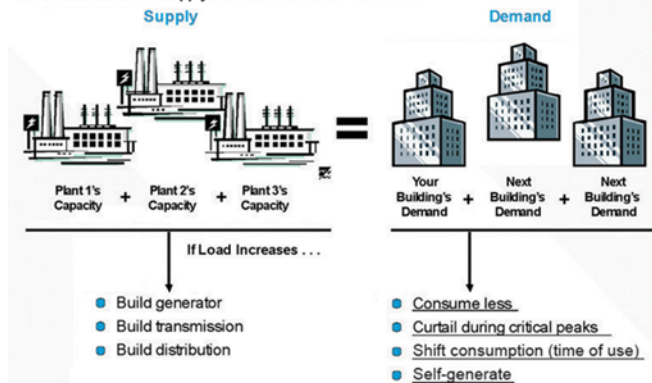 Supply
Demand
Plant 1's
Capacity
+
Plant 2's
Capacity
+
Plant 3's
Capacity
=
Your
Building's
Demand
+
Next
Building's
Demand
+
Next
Building's
Demand
If Load Increases . . .
Build generator
Build transmission
Build distribution
Consume less
Curtail during critical peaks
Shift consumption (time of use)
Self-generate